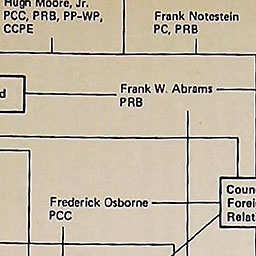 Hugh Moore, Jr.
PCC, PRB, PP-WP,
CCPE
Frank Notestein
PC, PRB
d
Frank W. Abrams
PRB
Frederick Osborne
PCC
Coun
Forei
Relat